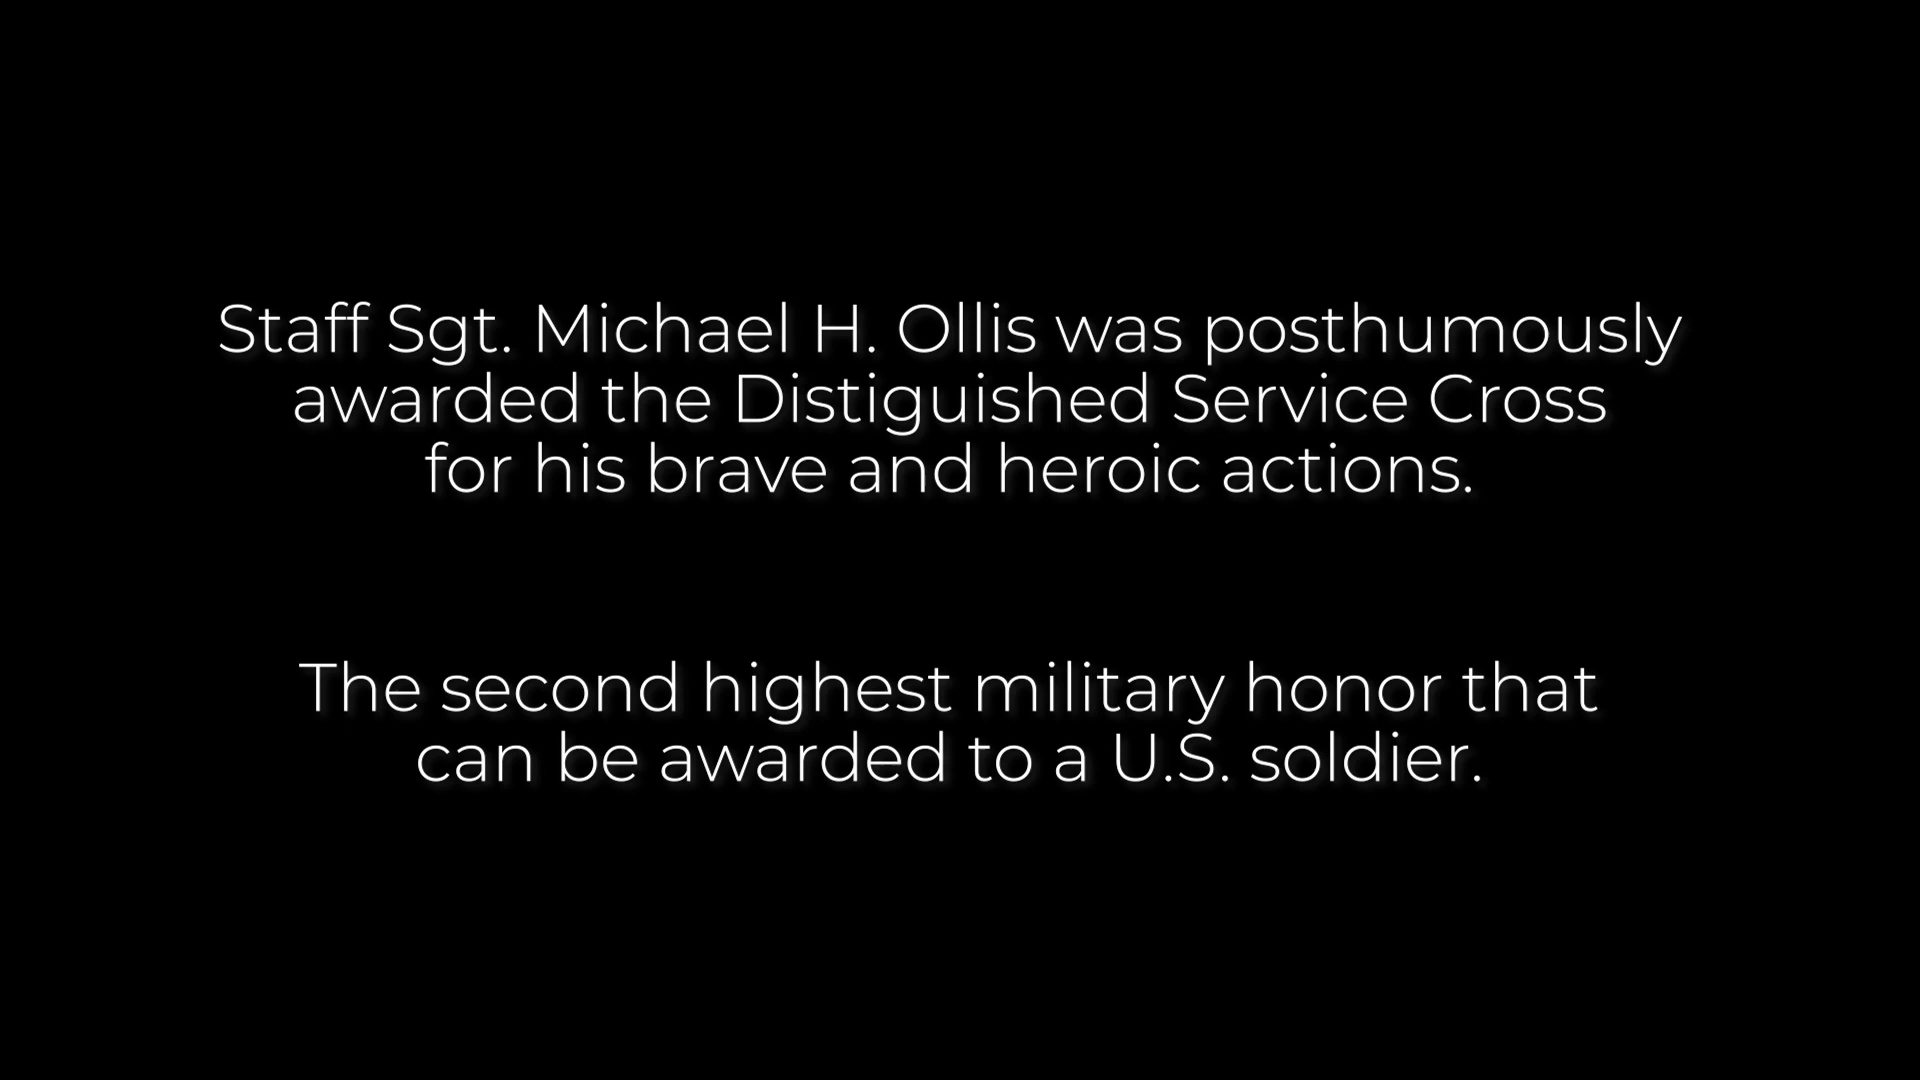 Staff Sgt. Michael H. Ollis was posthumously
awarded the Distiguished Service Cross
for his brave and heroic actions.
The second highest military honor that
can be awarded to a U.S. soldier.